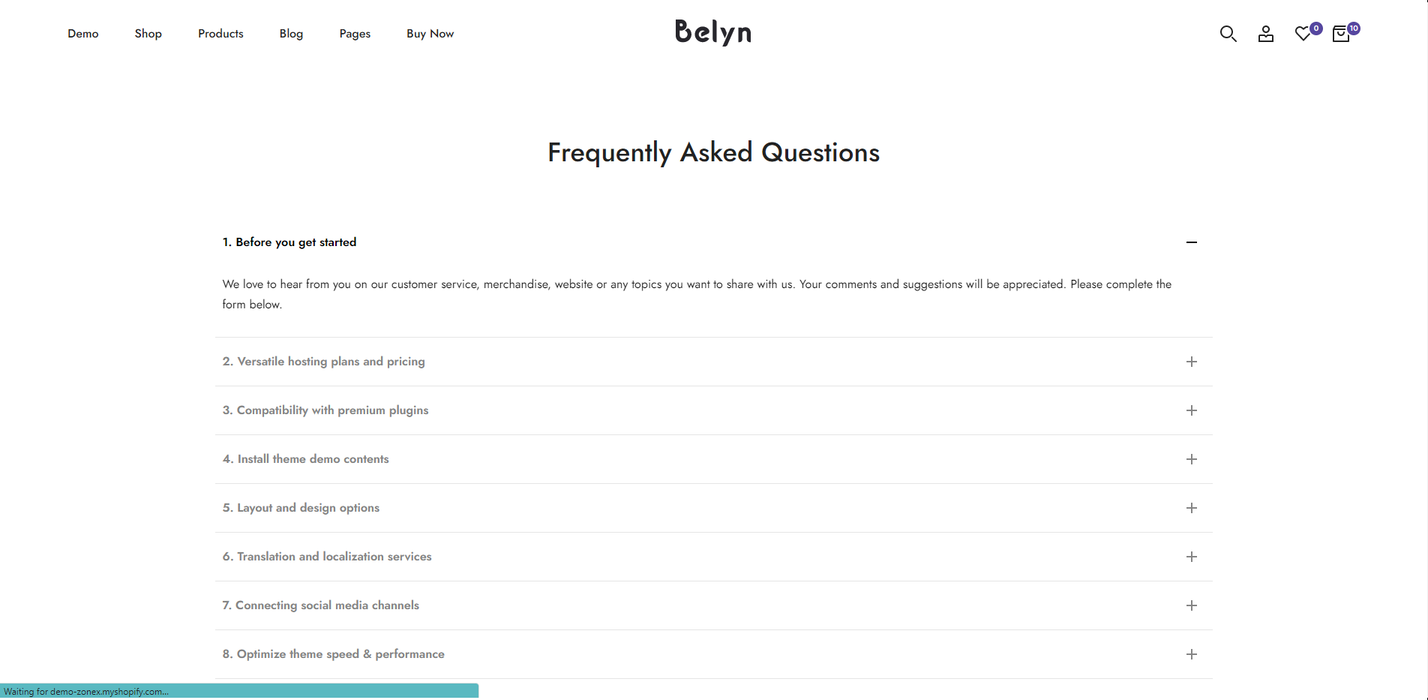 Demo Shop Products Blog Pages Buy Now Belyn 0 10
Frequently Asked Questions
1. Before you get started
We love to hear from you on our customer service, merchandise, website or any topics you want to share with us. Your comments and suggestions will be appreciated. Please complete the
form below.
2. Versatile hosting plans and pricing
3. Compatibility with premium plugins
4. Install theme demo contents
5. Layout and design options
6. Translation and localization services
7. Connecting social media channels
8. Optimize theme speed & performance
Waiting for demo-zonex.myshopify.com...